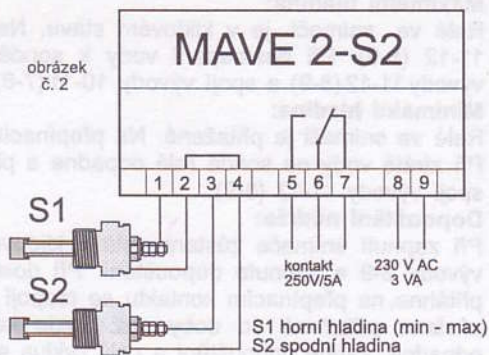 MAVE 2-S2
obrázek
č. 2
1 2 3 4 5 6 7 8 9
S1
S2
kontakt
250V/5A
230 V AC
3 VA
S1 horní hladina (min i max)
S2 spodní hladina